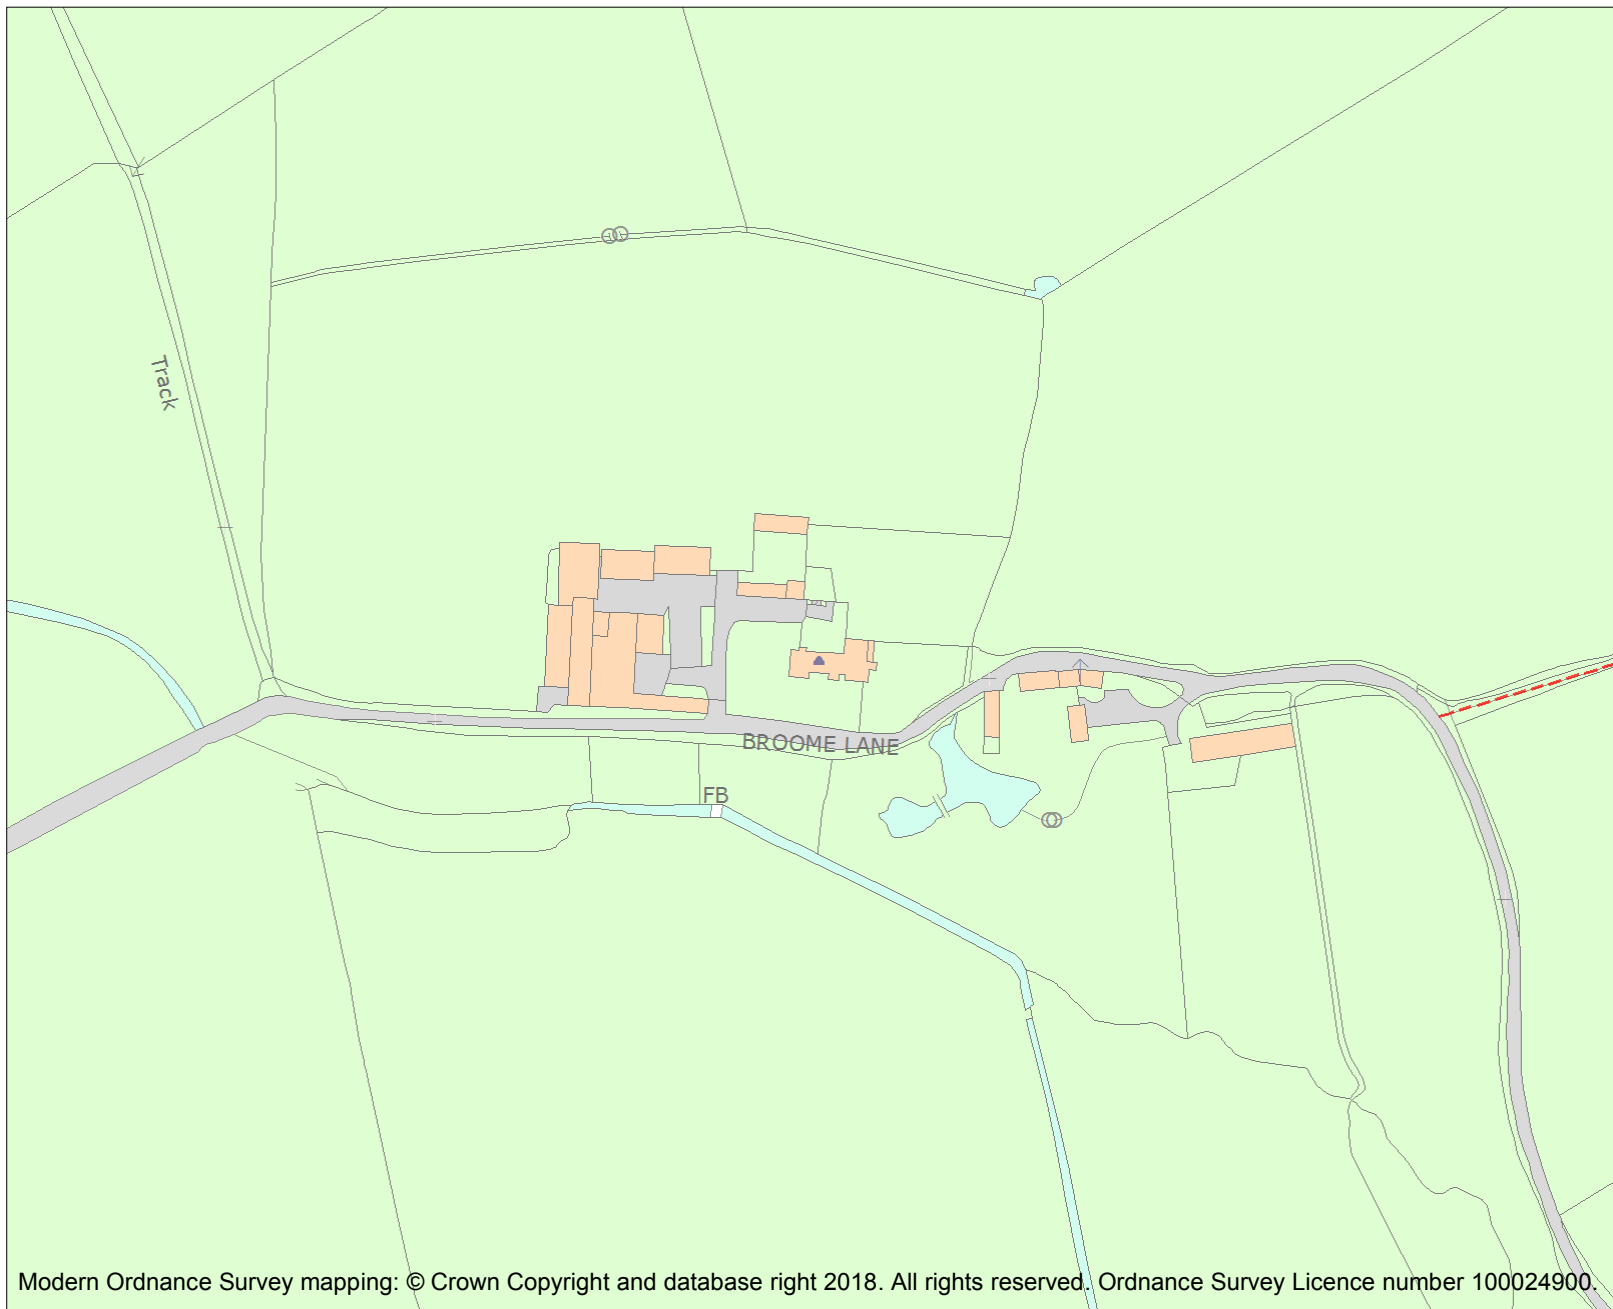 Track
BROOME LANE
FB
Modern Ordnance Survey mapping: © Crown Copyright and database right 2018. All rights reserved. Ordnance Survey Licence number 100024900.